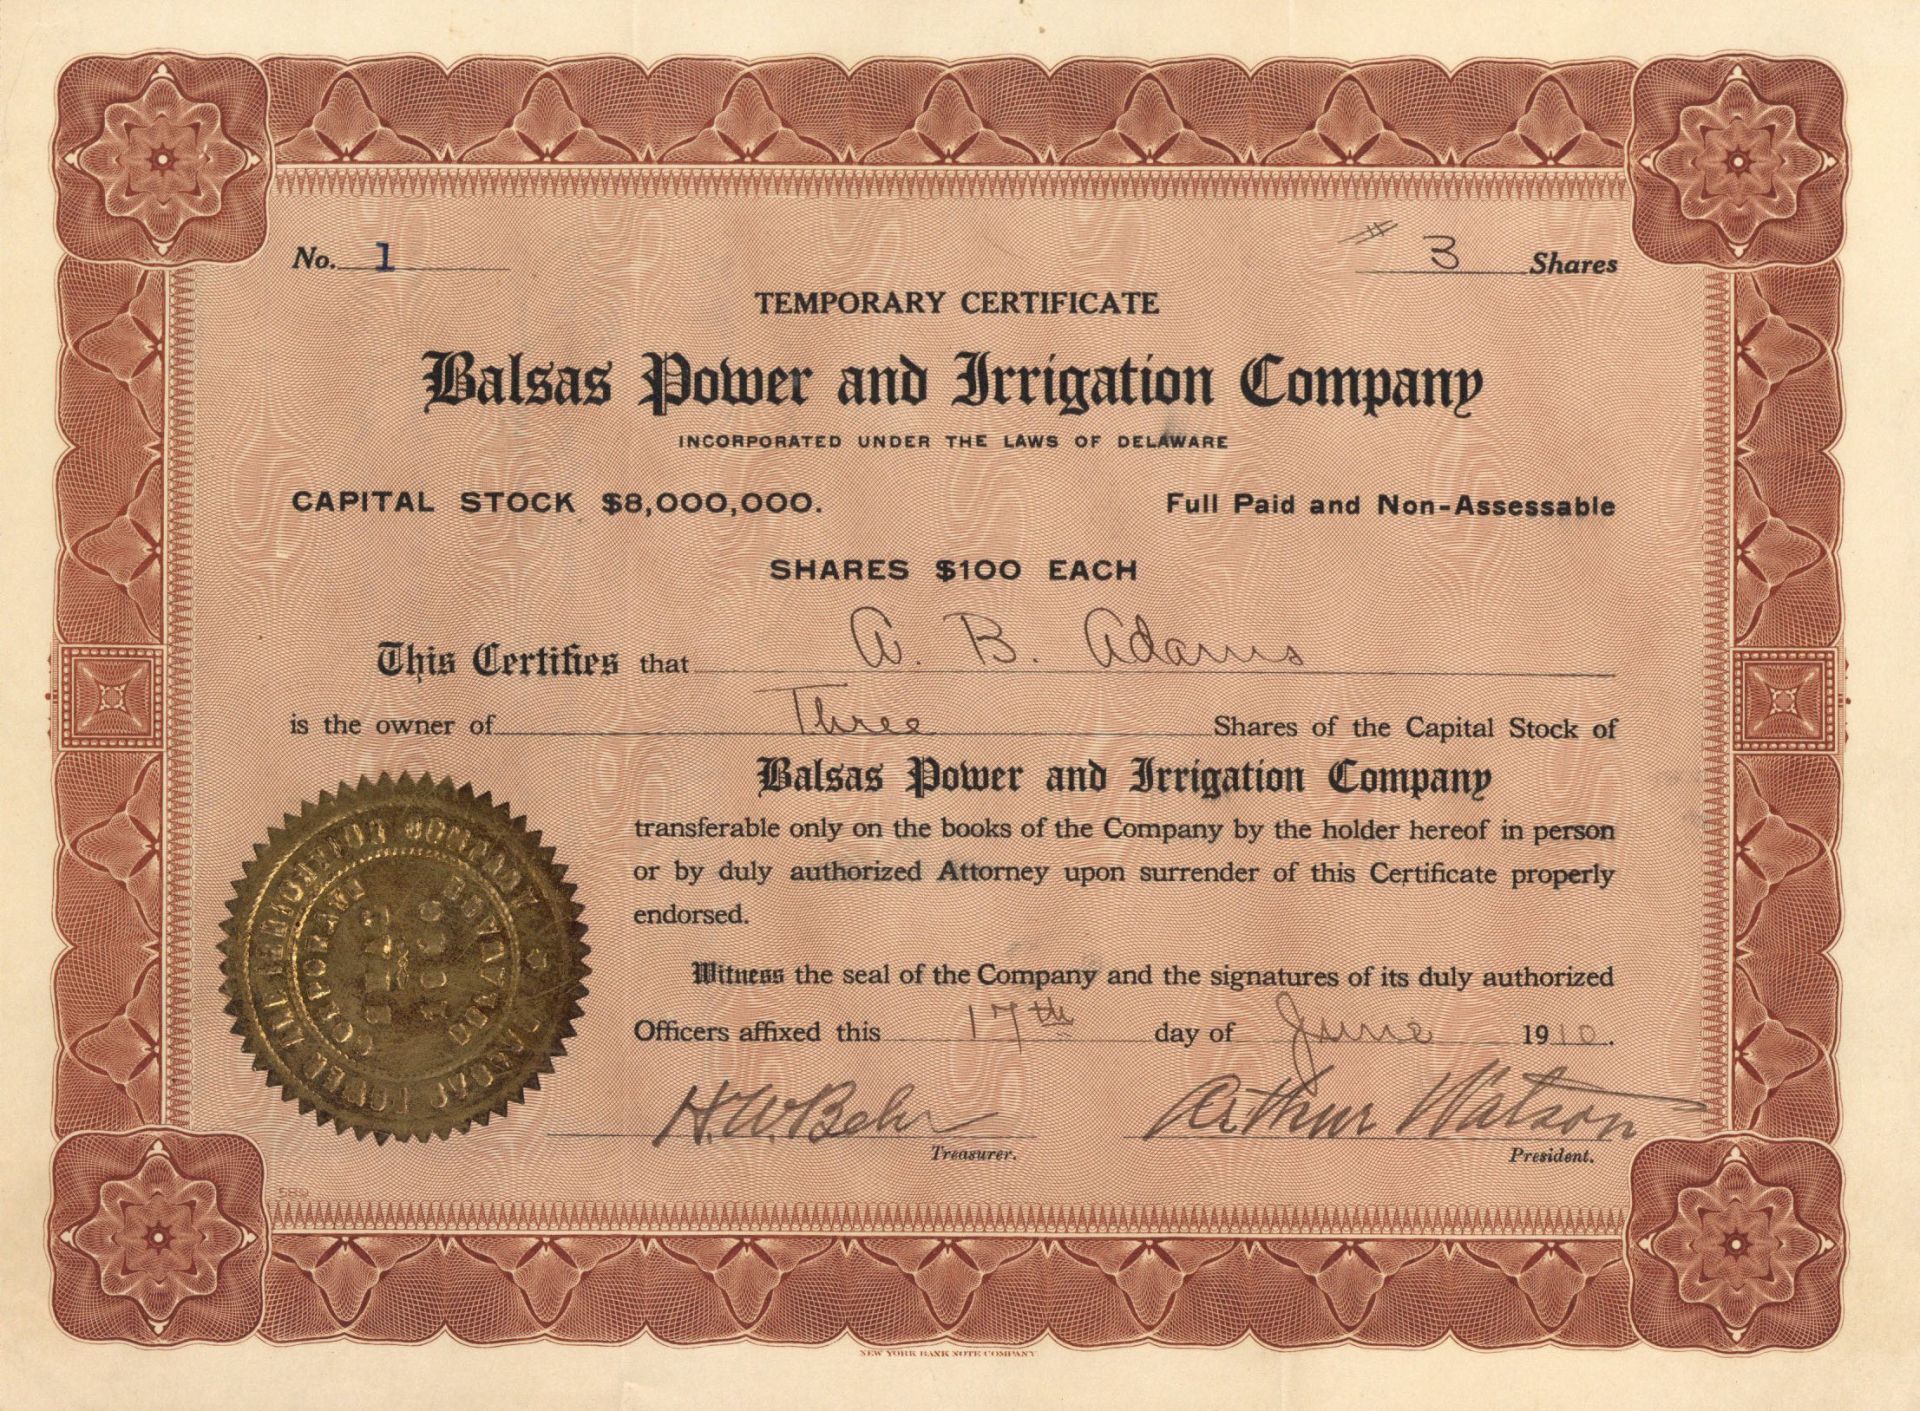 No. 1 # 3 Shares
TEMPORARY CERTIFICATE
Balsas Power and Irrigation Company
INCORPORATED UNDER THE LAWS OF DELAWARE
CAPITAL STOCK $8,000,000. Full Paid and Non-Assessable
SHARES $100 EACH
This Certifies that A. B. Adams
is the owner of Three Shares of the Capital Stock of
Balsas Power and Irrigation Company
transferable only on the books of the Company by the holder hereof in person
or by duly authorized Attorney upon surrender of this Certificate properly
endorsed.
Witness the seal of the Company and the signatures of its duly authorized
Officers affixed this 17th day of June 1910.
H. W. Behr Arthur Watson
Treasurer. President.
NEW YORK BANK NOTE COMPANY